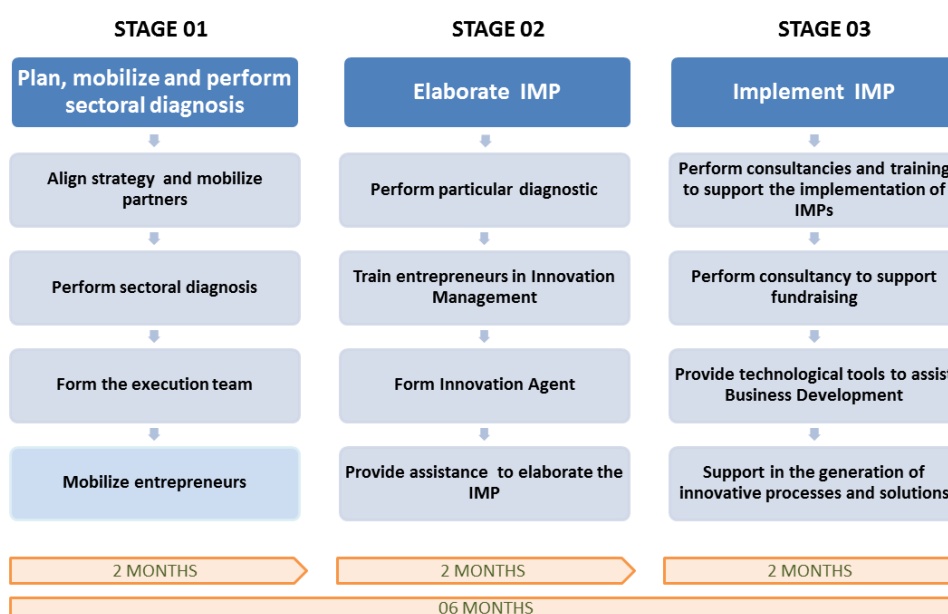 STAGE 01
Plan, mobilize and perform
sectoral diagnosis
Align strategy and mobilize
partners
Perform sectoral diagnosis
Form the execution team
Mobilize entrepreneurs
2 MONTHS
STAGE 02
Elaborate IMP
Perform particular diagnostic
Train entrepreneurs in Innovation
Management
Form Innovation Agent
Provide assistance to elaborate the
IMP
2 MONTHS
STAGE 03
Implement IMP
Perform consultancies and training
to support the implementation of
IMPs
Perform consultancy to support
fundraising
Provide technological tools to assist
Business Development
Support in the generation of
innovative processes and solutions
2 MONTHS
06 MONTHS